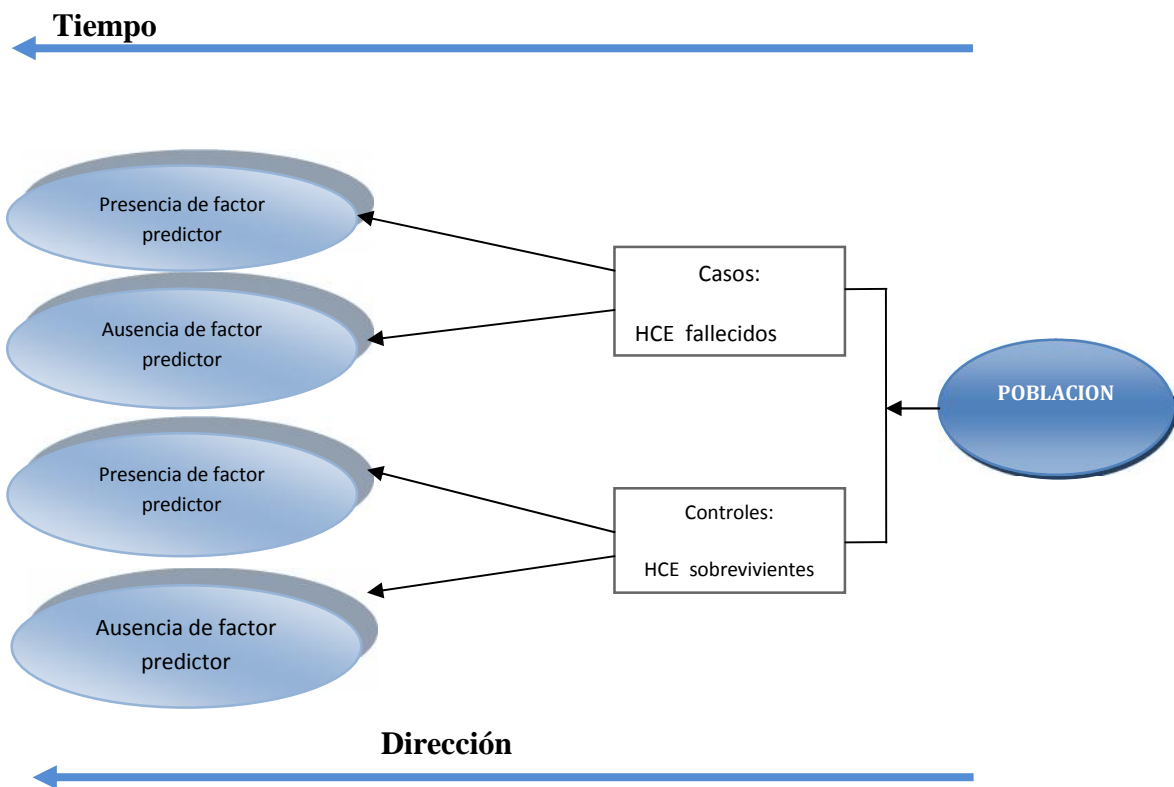 Tiempo
Presencia de factor
predictor
Casos:
HCE fallecidos
Ausencia de factor
predictor
POBLACION
Presencia de factor
predictor
Controles:
HCE sobrevivientes
Ausencia de factor
predictor
Dirección